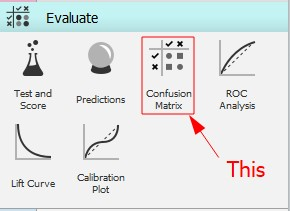 Evaluate
Test and
Score
Predictions
Confusion
Matrix
ROC
Analysis
Lift Curve
Calibration
Plot
This